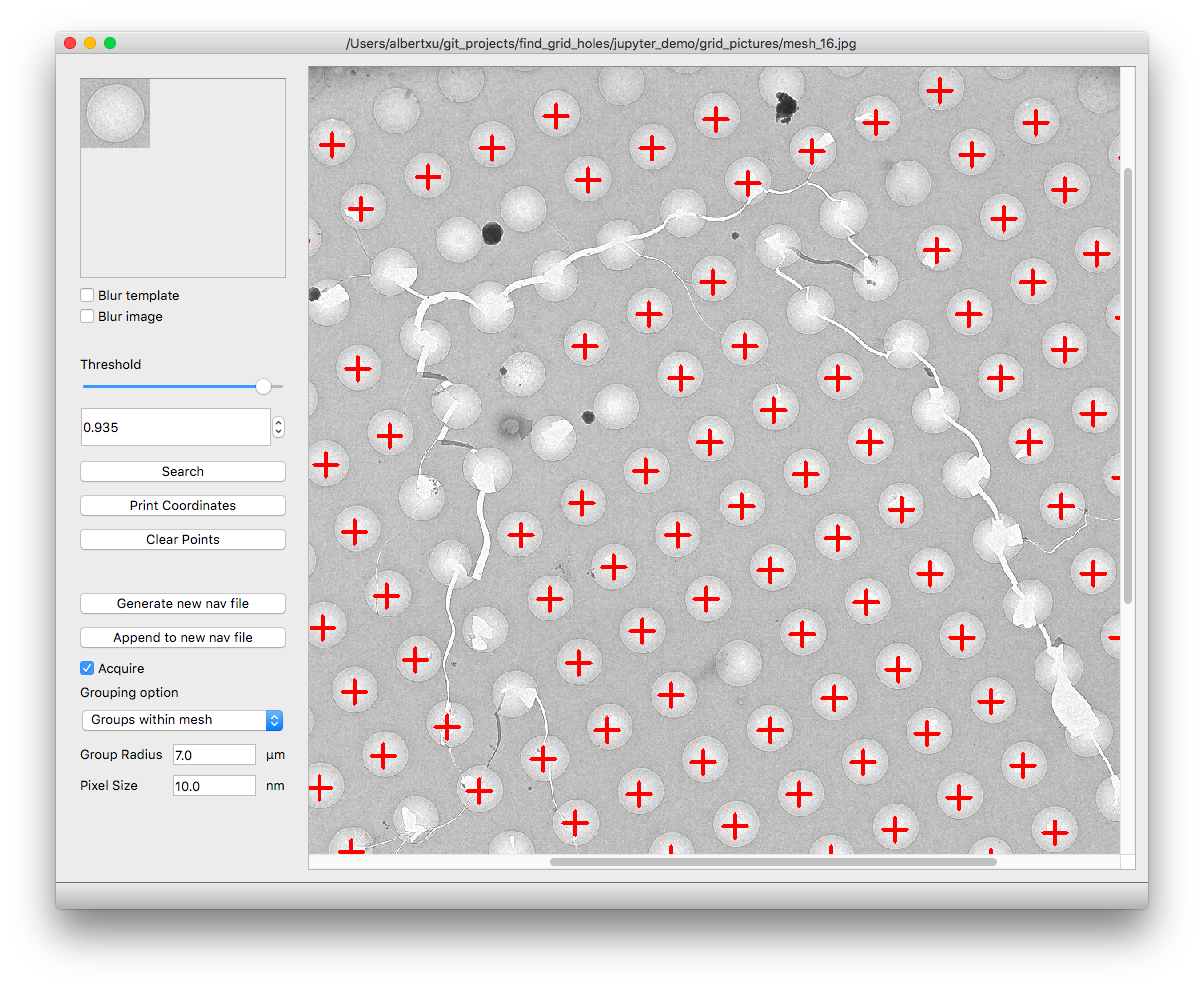 /Users/albertxu/git_projects/find_grid_holes/jupyter_demo/grid_pictures/mesh_16.jpg
Blur template
Blur image
Threshold
0.935
Search
Print Coordinates
Clear Points
Generate new nav file
Append to new nav file
Acquire
Grouping option
Groups within mesh
Group Radius 7.0 μm
Pixel Size 10.0 nm